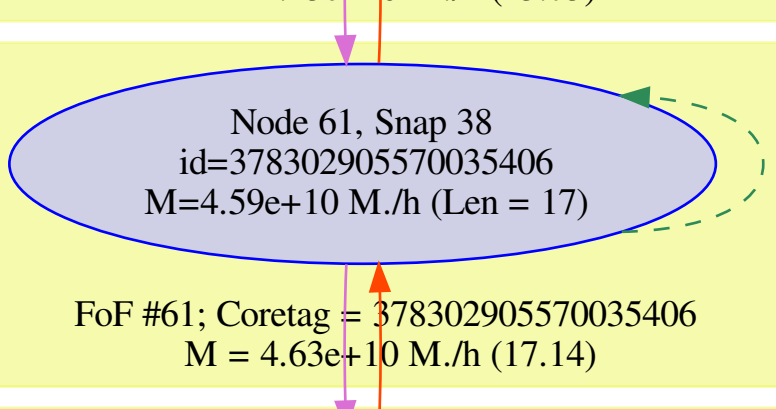 Node 61, Snap 38
id=378302905570035406
M=4.59e+10 M./h (Len = 17)
FoF #61; Coretag = 378302905570035406
M = 4.63e+10 M./h (17.14)